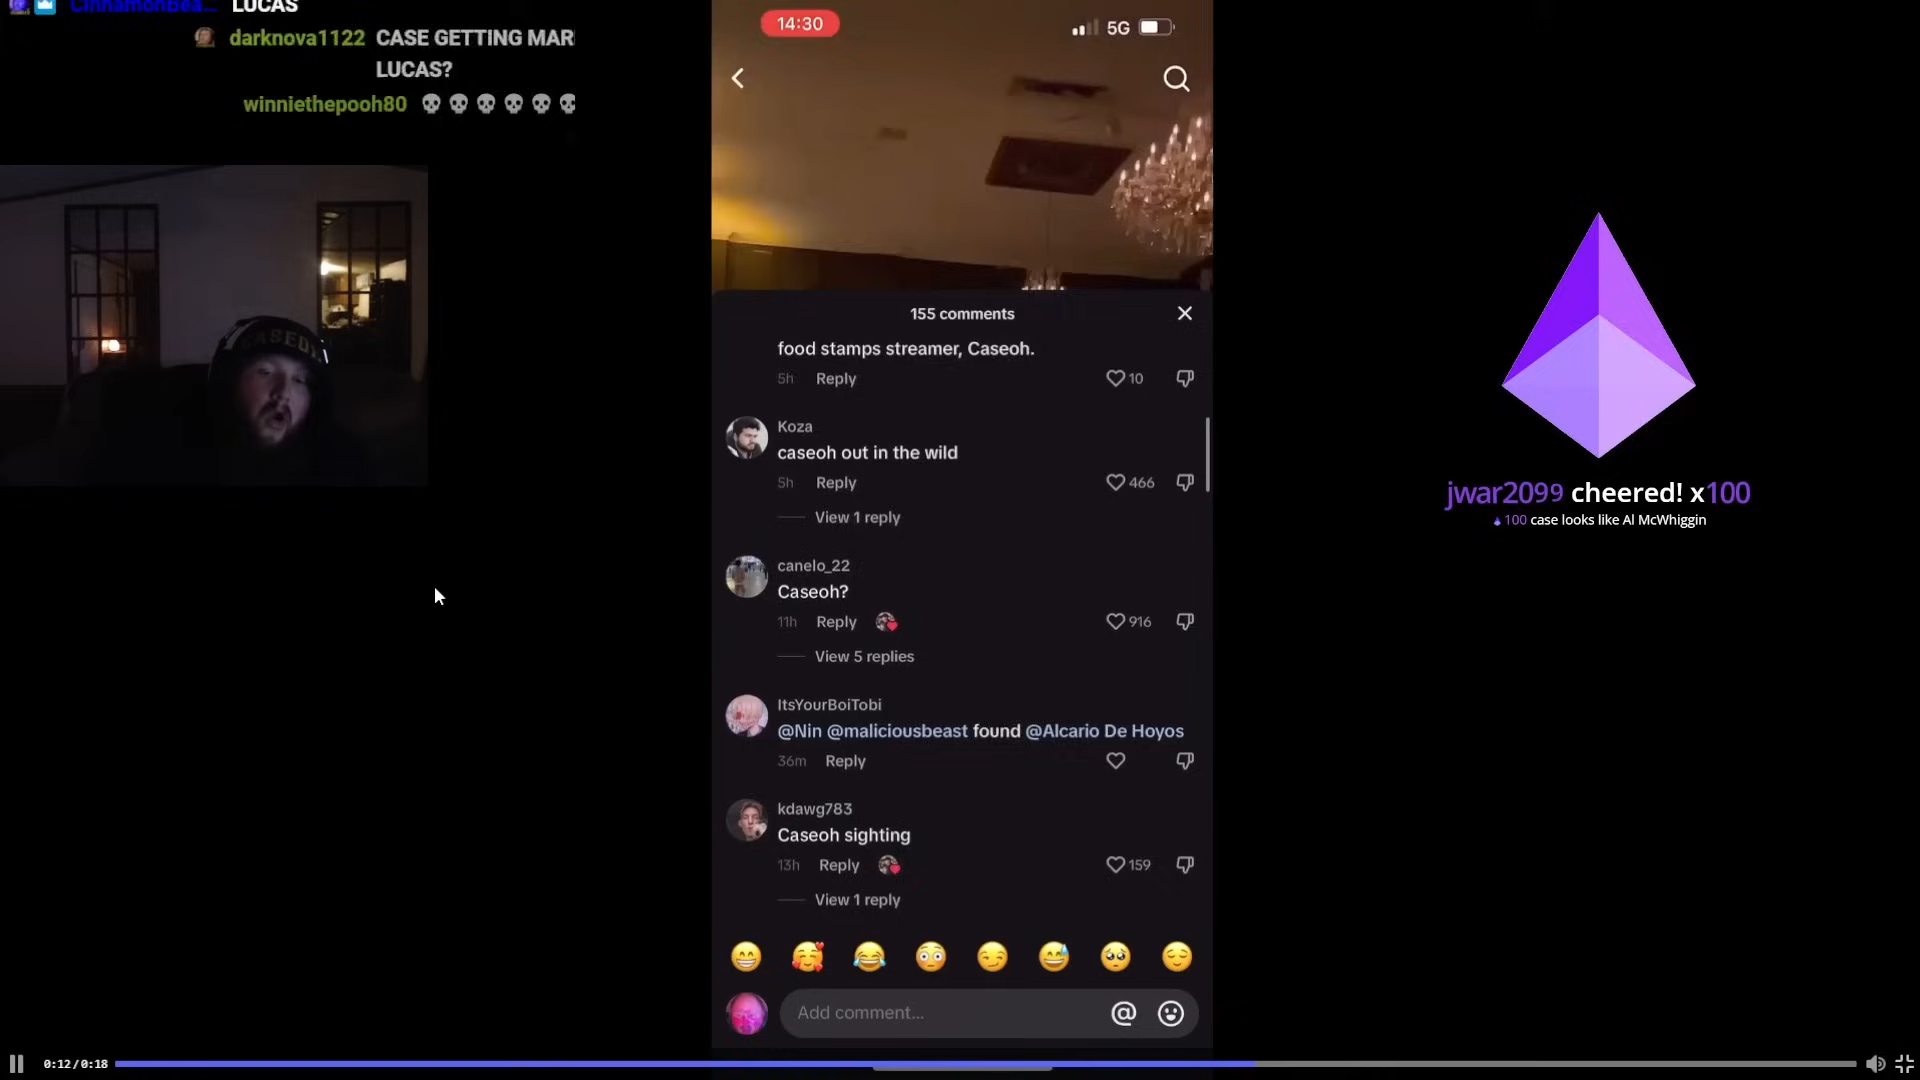 CinnamonBea... LUCAS
darknova1122 CASE GETTING MAR
LUCAS?
winniethepooh80
CASEOH
14:30
5G
155 comments
food stamps streamer, Caseoh.
5h Reply 10
Koza
caseoh out in the wild
5h Reply 466
View 1 reply
canelo_22
Caseoh?
11h Reply 916
View 5 replies
ItsYourBoiTobi
@Nin @maliciousbeast found @Alcario De Hoyos
36m Reply
kdawg783
Caseoh sighting
13h Reply 159
View 1 reply
Add comment... @
jwar2099 cheered! x100
100 case looks like Al McWhiggin
0:12/0:18